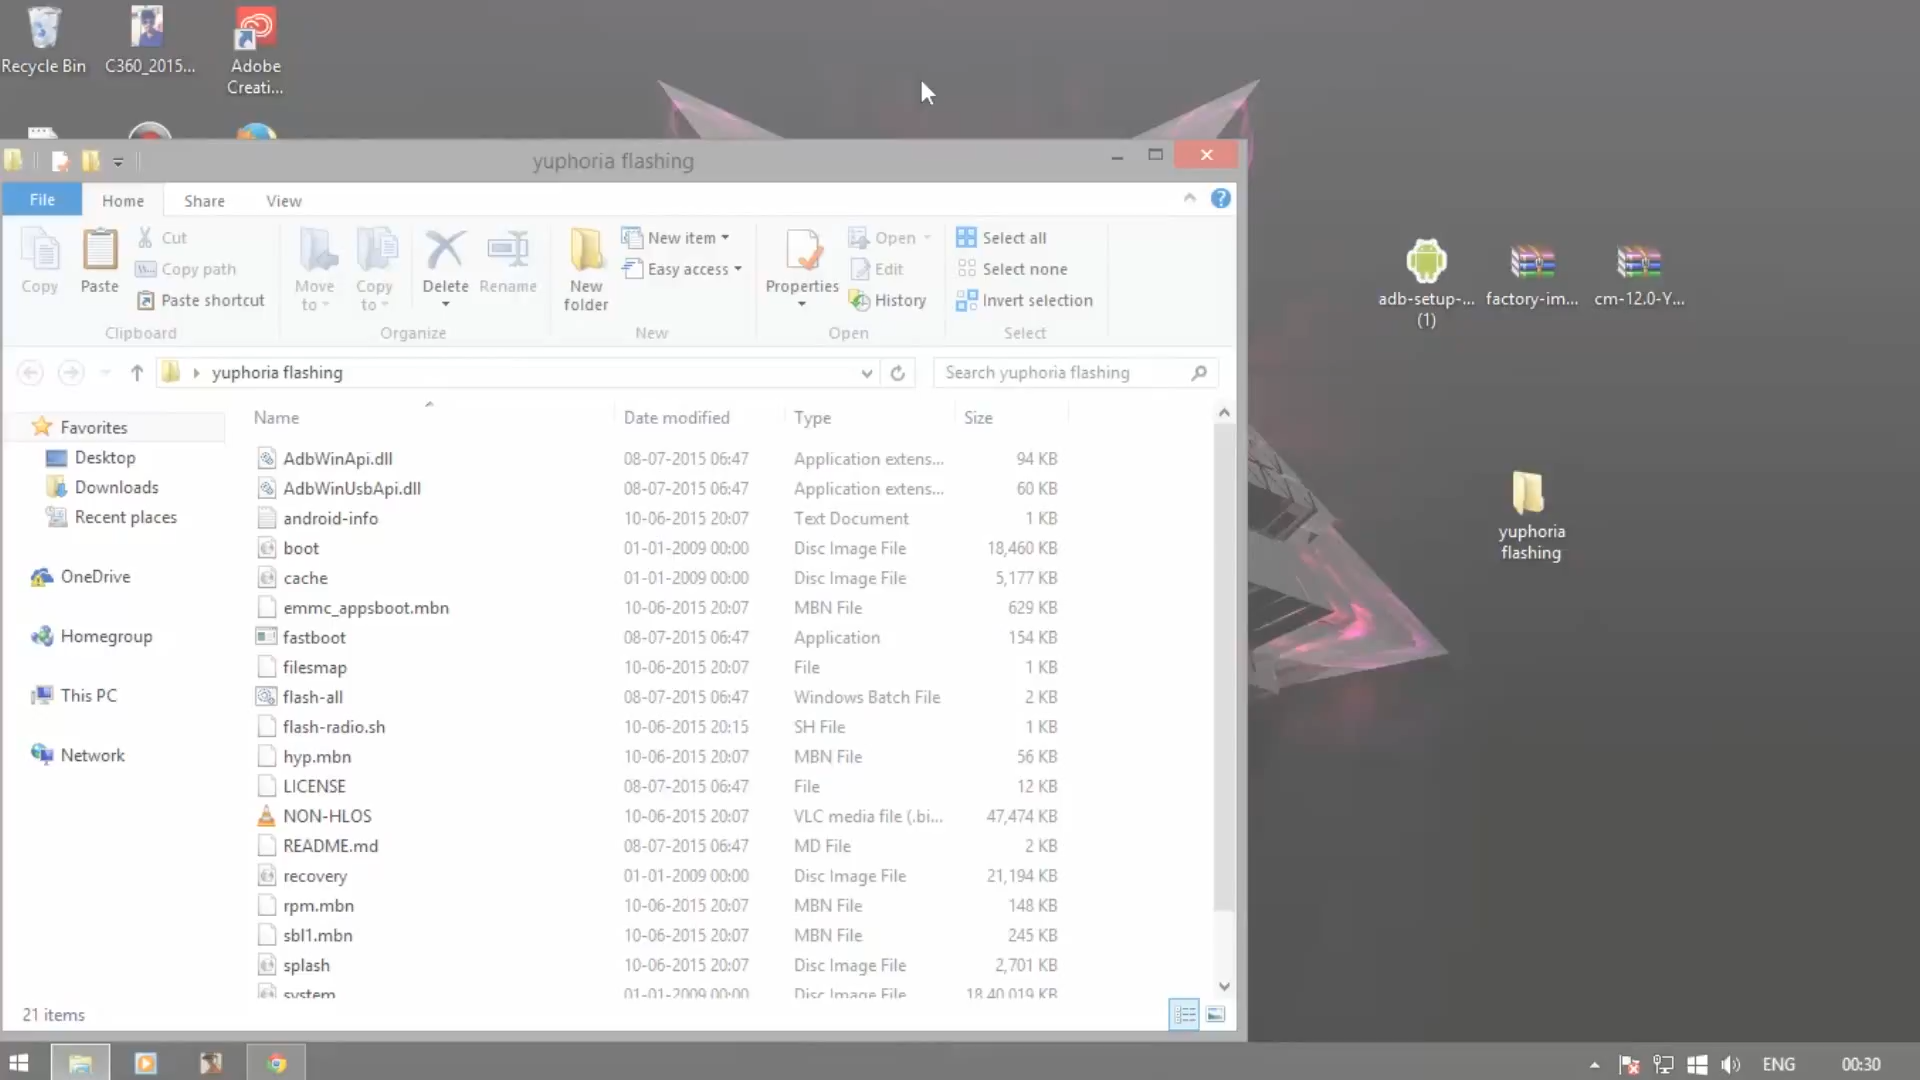 Recycle Bin
C360_2015...
Adobe
Creati...
yuphoria flashing
File
Home
Share
View
Copy
Paste
Cut
Copy path
Paste shortcut
Clipboard
Move
to
Copy
to
Delete
Rename
Organize
New
folder
New item
Easy access
New
Properties
Open
Edit
History
Open
Select all
Select none
Invert selection
Select
yuphoria flashing
Search yuphoria flashing
Favorites
Desktop
Downloads
Recent places
OneDrive
Homegroup
This PC
Network
Name Date modified Type Size
AdbWinApi.dll 08-07-2015 06:47 Application extens... 94 KB
AdbWinUsbApi.dll 08-07-2015 06:47 Application extens... 60 KB
android-info 10-06-2015 20:07 Text Document 1 KB
boot 01-01-2009 00:00 Disc Image File 18,460 KB
cache 01-01-2009 00:00 Disc Image File 5,177 KB
emmc_appsboot.mbn 10-06-2015 20:07 MBN File 629 KB
fastboot 08-07-2015 06:47 Application 154 KB
filesmap 10-06-2015 20:07 File 1 KB
flash-all 08-07-2015 06:47 Windows Batch File 2 KB
flash-radio.sh 10-06-2015 20:15 SH File 1 KB
hyp.mbn 10-06-2015 20:07 MBN File 56 KB
LICENSE 08-07-2015 06:47 File 12 KB
NON-HLOS 10-06-2015 20:07 VLC media file (.bi... 47,474 KB
README.md 08-07-2015 06:47 MD File 2 KB
recovery 01-01-2009 00:00 Disc Image File 21,194 KB
rpm.mbn 10-06-2015 20:07 MBN File 148 KB
sbl1.mbn 10-06-2015 20:07 MBN File 245 KB
splash 10-06-2015 20:07 Disc Image File 2,701 KB
system 01-01-2009 00:00 Disc Image File 18,40,019 KB
21 items
adb-setup-...
(1)
factory-im...
cm-12.0-Y...
yuphoria
flashing
ENG
00:30